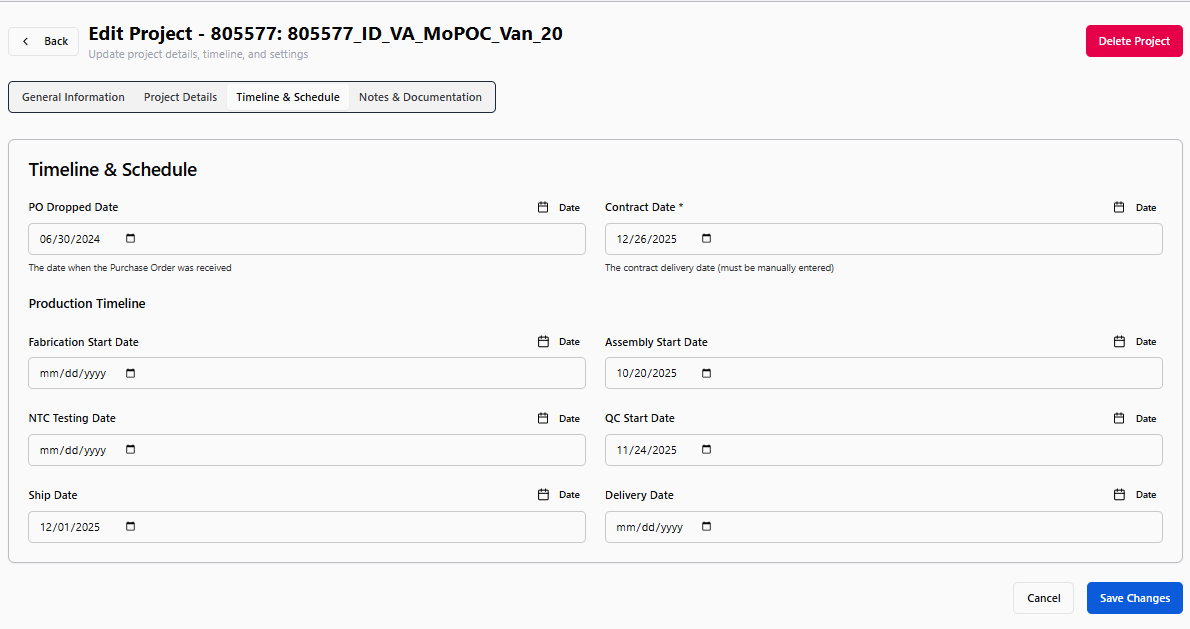 Back
Edit Project - 805577: 805577_ID_VA_MoPOC_Van_20
Update project details, timeline, and settings
Delete Project
General Information Project Details Timeline & Schedule Notes & Documentation
Timeline & Schedule
PO Dropped Date Date Contract Date * Date
06/30/2024 12/26/2025
The date when the Purchase Order was received The contract delivery date (must be manually entered)
Production Timeline
Fabrication Start Date Date Assembly Start Date Date
mm/dd/yyyy 10/20/2025
NTC Testing Date Date QC Start Date Date
mm/dd/yyyy 11/24/2025
Ship Date Date Delivery Date Date
12/01/2025 mm/dd/yyyy
Cancel Save Changes